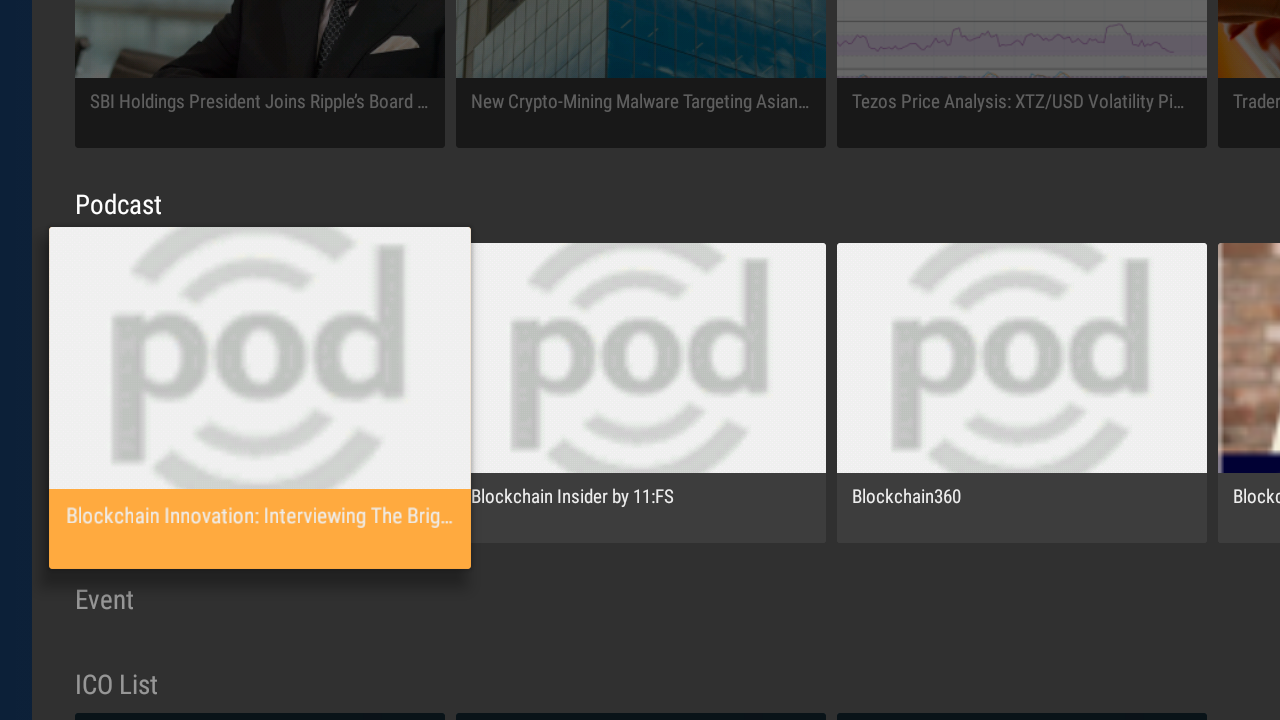 SBI Holdings President Joins Ripple's Board ...
New Crypto-Mining Malware Targeting Asian...
Tezos Price Analysis: XTZ/USD Volatility Pi...
Trader
Podcast
pod
pod
pod
Blockchain Innovation: Interviewing The Brig...
Blockchain Insider by 11:FS
Blockchain360
Blockc
Event
ICO List